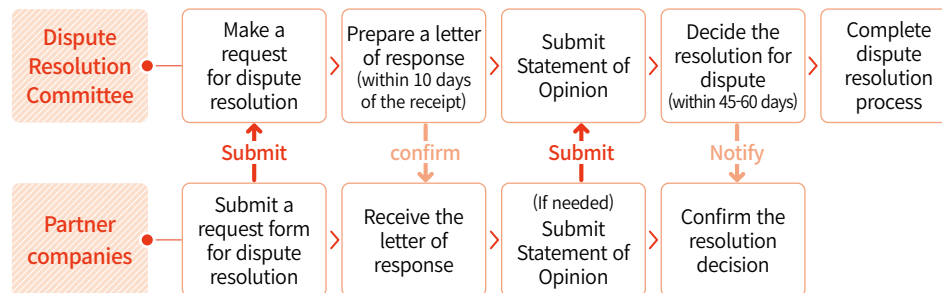 Dispute
Resolution
Committee
Make a
request
for dispute
resolution
Prepare a letter
of response
(within 10 days
of the receipt)
Submit
Statement of
Opinion
Decide the
resolution for
dispute
(within 45-60 days)
Complete
dispute
resolution
process
Submit
confirm
Submit
Notify
Partner
companies
Submit a
request form
for dispute
resolution
Receive the
letter of
response
(If needed)
Submit
Statement of
Opinion
Confirm the
resolution
decision